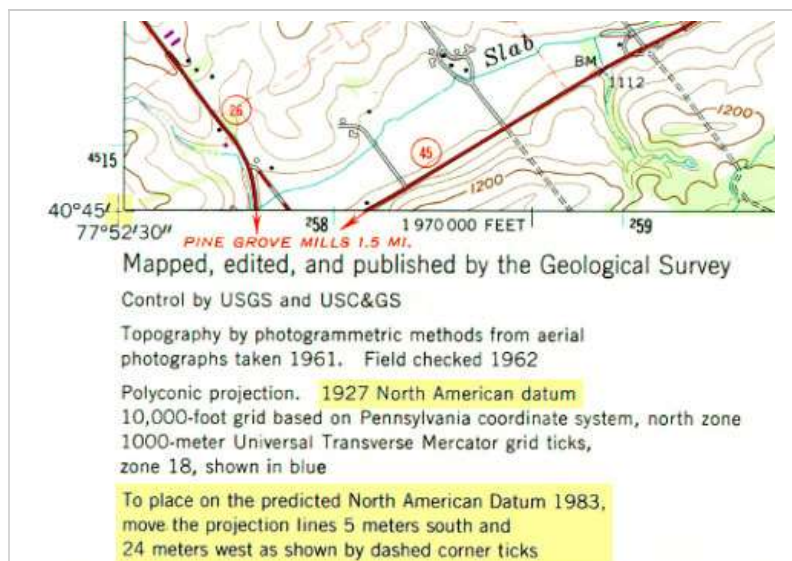 Slab
BM
1112
26
1200
45
4515
1200
40°45'
77°52'30"
258
1 970 000 FEET
259
PINE GROVE MILLS 1.5 MI.
Mapped, edited, and published by the Geological Survey
Control by USGS and USC&GS
Topography by photogrammetric methods from aerial
photographs taken 1961.   Field checked 1962
Polyconic projection.  1927 North American datum
10,000-foot grid based on Pennsylvania coordinate system, north zone
1000-meter Universal Transverse Mercator grid ticks,
zone 18, shown in blue
To place on the predicted North American Datum 1983,
move the projection lines 5 meters south and
24 meters west as shown by dashed corner ticks